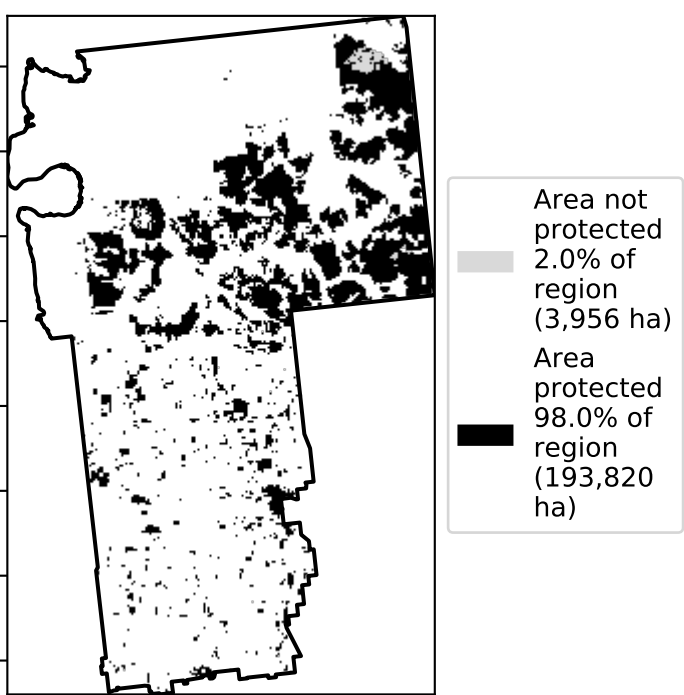 Area not
protected
2.0% of
region
(3,956 ha)
Area
protected
98.0% of
region
(193,820
ha)